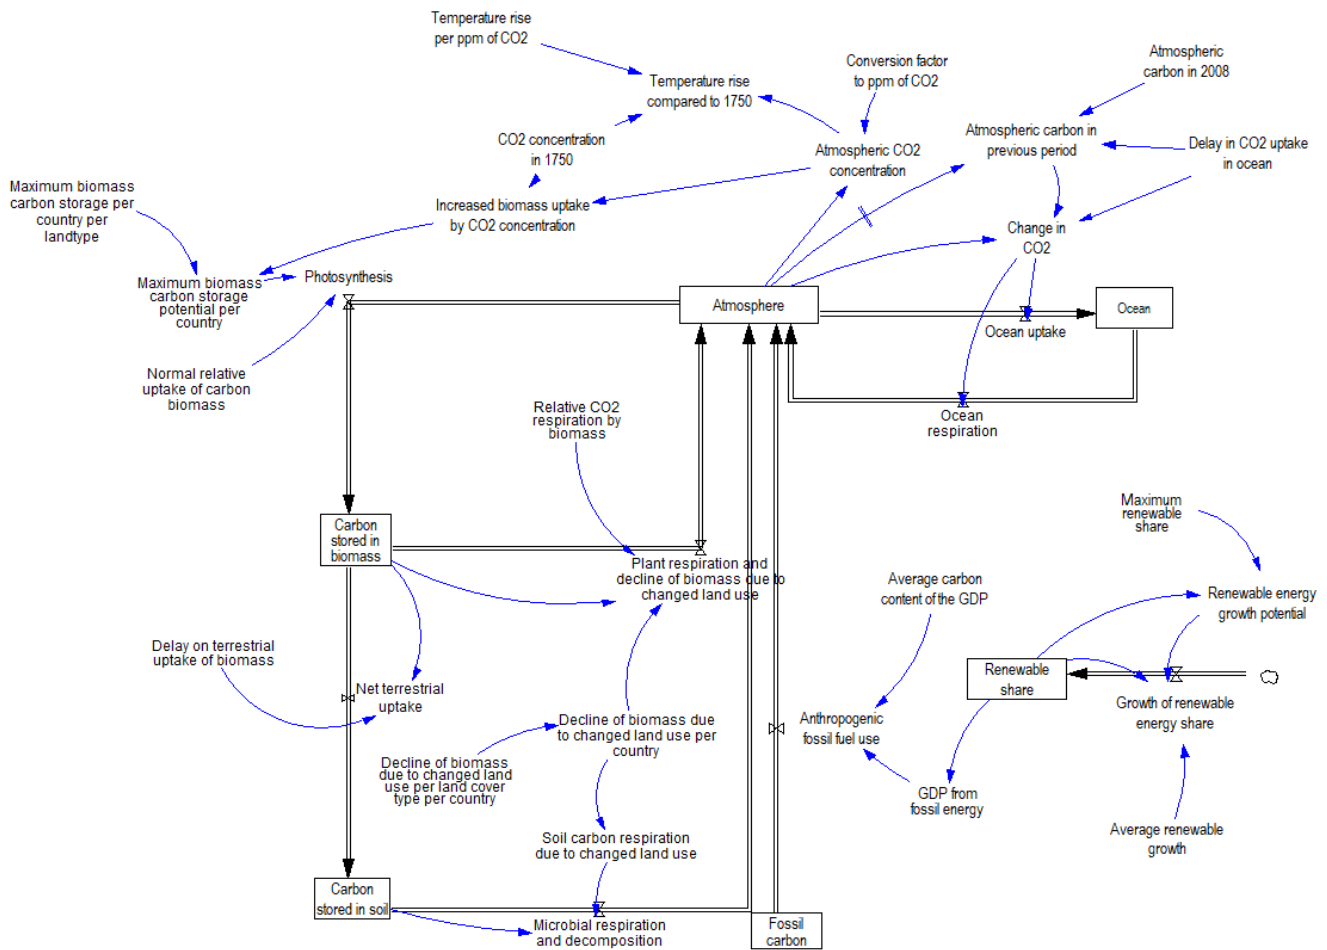 Temperature rise
per ppm of CO2
Temperature rise
compared to 1750
Conversion factor
to ppm of CO2
Atmospheric
carbon in 2008
CO2 concentration
in 1750
Atmospheric CO2
concentration
Atmospheric carbon in
previous period
Delay in CO2 uptake
in ocean
Maximum biomass
carbon storage per
country per
landtype
Increased biomass uptake
by CO2 concentration
Change in
CO2
Maximum biomass
carbon storage
potential per
country
Photosynthesis
Atmosphere
Ocean
Ocean uptake
Normal relative
uptake of carbon
biomass
Relative CO2
respiration by
biomass
Ocean
respiration
Carbon
stored in
biomass
Plant respiration and
decline of biomass due to
changed land use
Maximum
renewable
share
Average carbon
content of the GDP
Renewable energy
growth potential
Delay on terrestrial
uptake of biomass
Net terrestrial
uptake
Renewable
share
Growth of renewable
energy share
Decline of biomass due
to changed land use per
country
Anthropogenic
fossil fuel use
Decline of biomass
due to changed land
use per land cover
type per country
GDP from
fossil energy
Average renewable
growth
Soil carbon respiration
due to changed land use
Carbon
stored in soil
Microbial respiration
and decomposition
Fossil
carbon